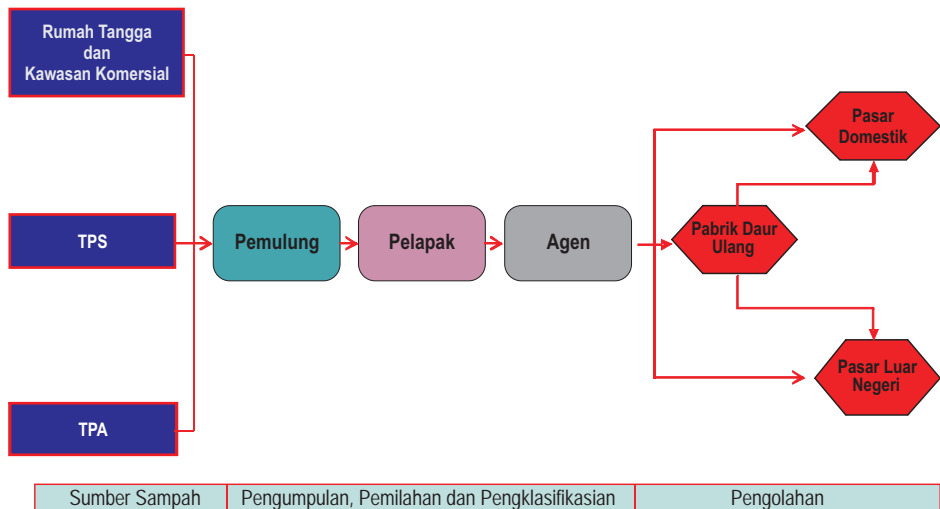 Rumah Tangga
dan
Kawasan Komersial
TPS
TPA
Pemulung
Pelapak
Agen
Pabrik Daur
Ulang
Pasar
Domestik
Pasar Luar
Negeri
Sumber Sampah
Pengumpulan, Pemilahan dan Pengklasifikasian
Pengolahan